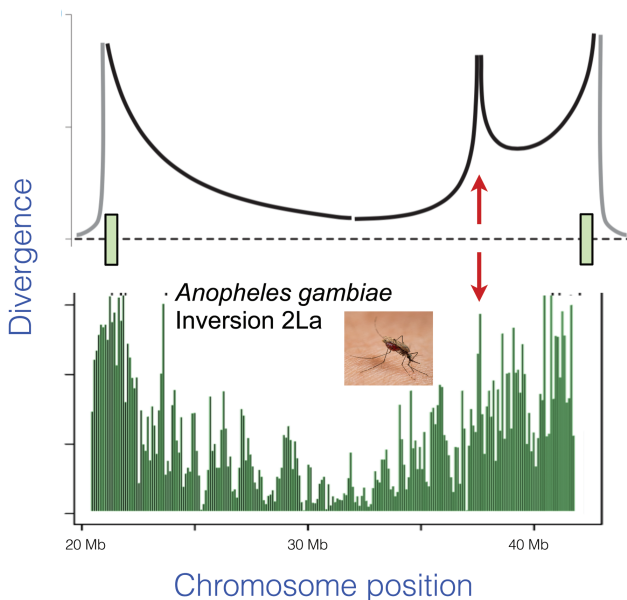 Divergence
Anopheles gambiae
Inversion 2La
20 Mb
30 Mb
40 Mb
Chromosome position